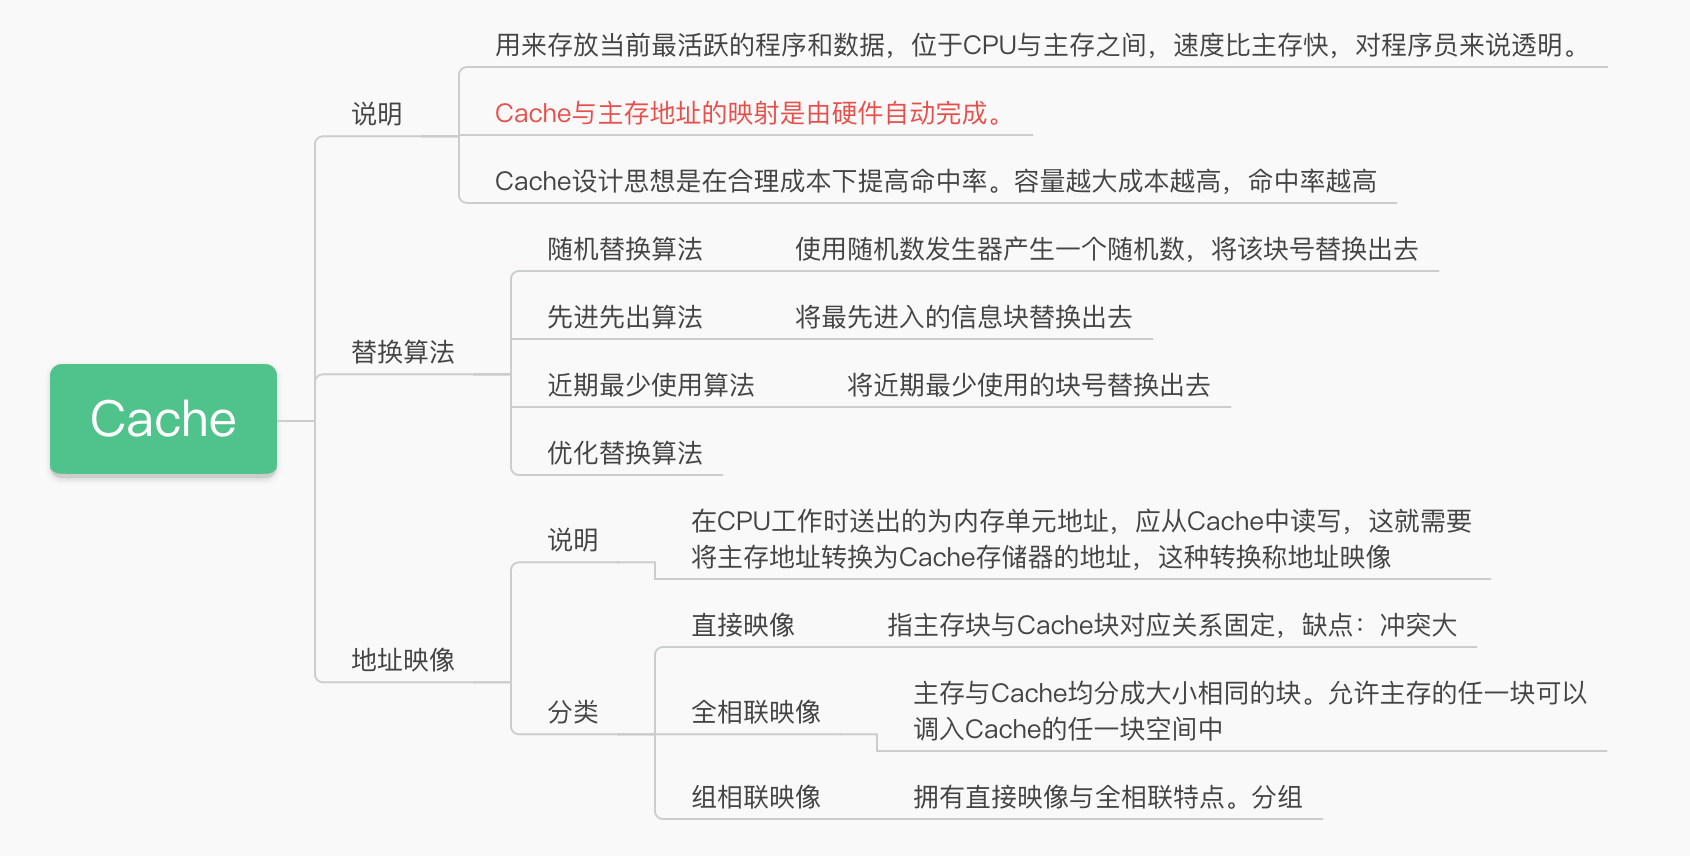 Cache
说明
用来存放当前最活跃的程序和数据，位于CPU与主存之间，速度比主存快，对程序员来说透明。
Cache与主存地址的映射是由硬件自动完成。
Cache设计思想是在合理成本下提高命中率。容量越大成本越高，命中率越高
替换算法
随机替换算法
使用随机数发生器产生一个随机数，将该块号替换出去
先进先出算法
将最先进入的信息块替换出去
近期最少使用算法
将近期最少使用的块号替换出去
优化替换算法
地址映像
说明
在CPU工作时送出的为内存单元地址，应从Cache中读写，这就需要
将主存地址转换为Cache存储器的地址，这种转换称地址映像
分类
直接映像
指主存块与Cache块对应关系固定，缺点：冲突大
全相联映像
主存与Cache均分成大小相同的块。允许主存的任一块可以
调入Cache的任一块空间中
组相联映像
拥有直接映像与全相联特点。分组